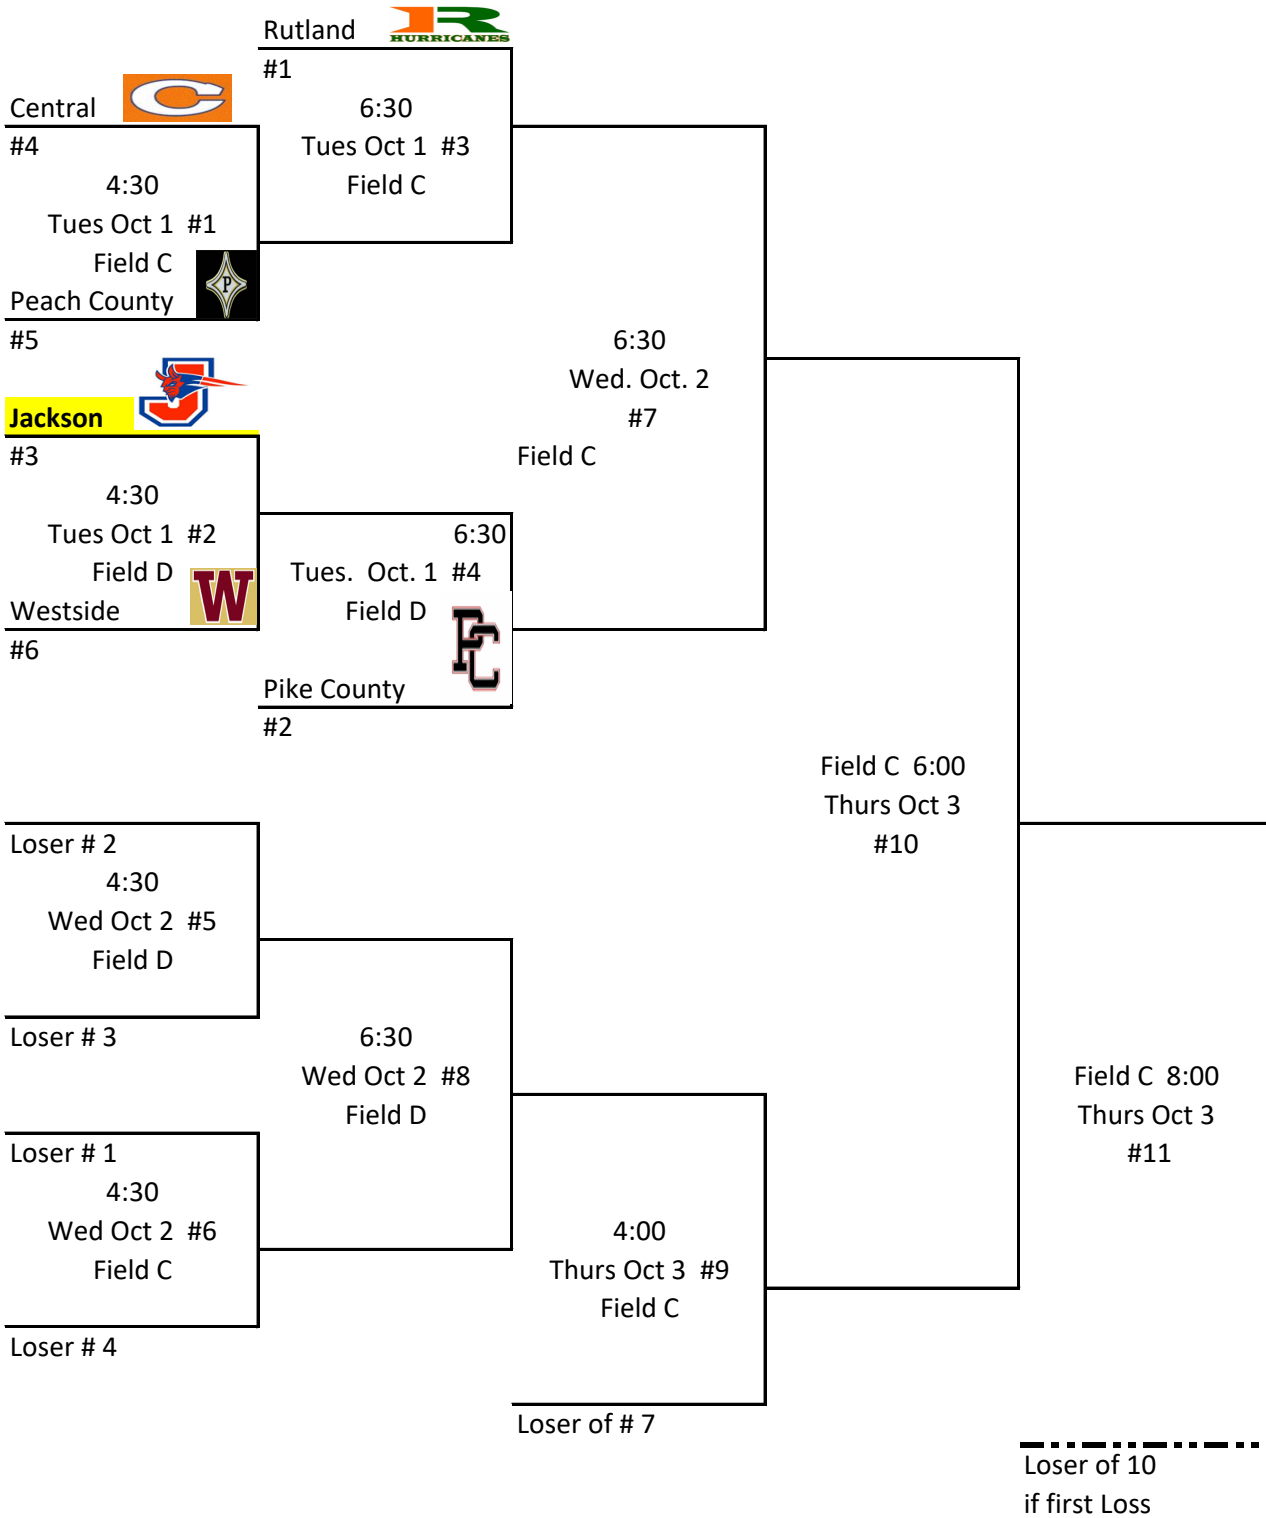 Rutland
HURRICANES
#1
Central
C
#4
6:30
Tues Oct 1 #3
Field C
4:30
Tues Oct 1 #1
Field C
P
Peach County
#5
J
Jackson
#3
6:30
Wed. Oct. 2
#7
Field C
4:30
Tues Oct 1 #2
Field D
W
Westside
#6
6:30
Tues. Oct. 1 #4
Field D
PC
Pike County
#2
Field C 6:00
Thurs Oct 3
#10
Loser # 2
4:30
Wed Oct 2 #5
Field D
Loser # 3
6:30
Wed Oct 2 #8
Field D
Field C 8:00
Thurs Oct 3
#11
Loser # 1
4:30
Wed Oct 2 #6
Field C
Loser # 4
4:00
Thurs Oct 3 #9
Field C
Loser of # 7
Loser of 10
if first Loss